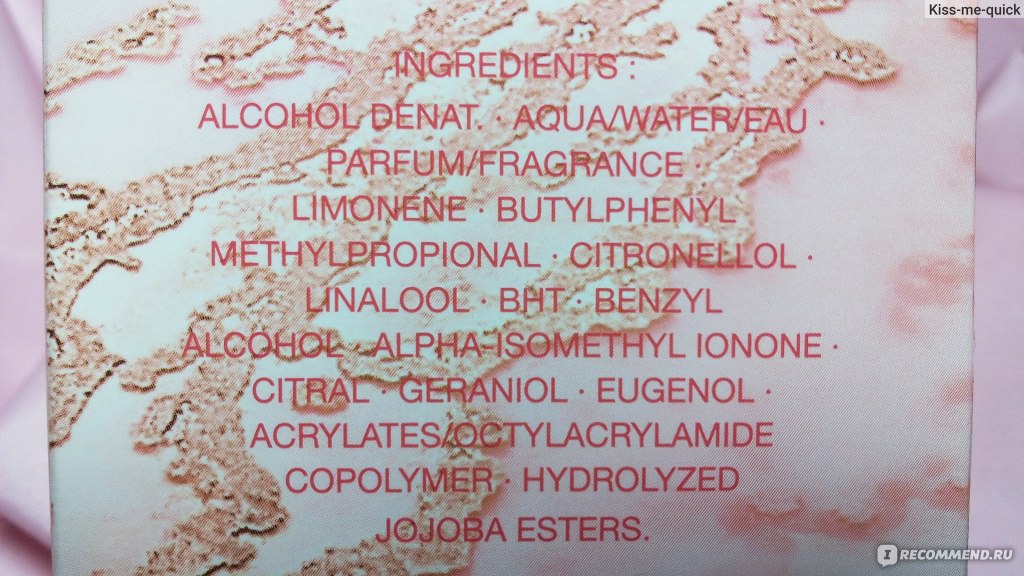 Kiss-me-quick
INGREDIENTS :
ALCOHOL DENAT. · AQUA/WATER/EAU ·
PARFUM/FRAGRANCE ·
LIMONENE · BUTYLPHENYL
METHYLPROPIONAL · CITRONELLOL ·
LINALOOL · BHT · BENZYL
ALCOHOL · ALPHA-ISOMETHYL IONONE ·
CITRAL · GERANIOL · EUGENOL ·
ACRYLATES/OCTYLACRYLAMIDE
COPOLYMER · HYDROLYZED
JOJOBA ESTERS.
I RECOMMEND.RU